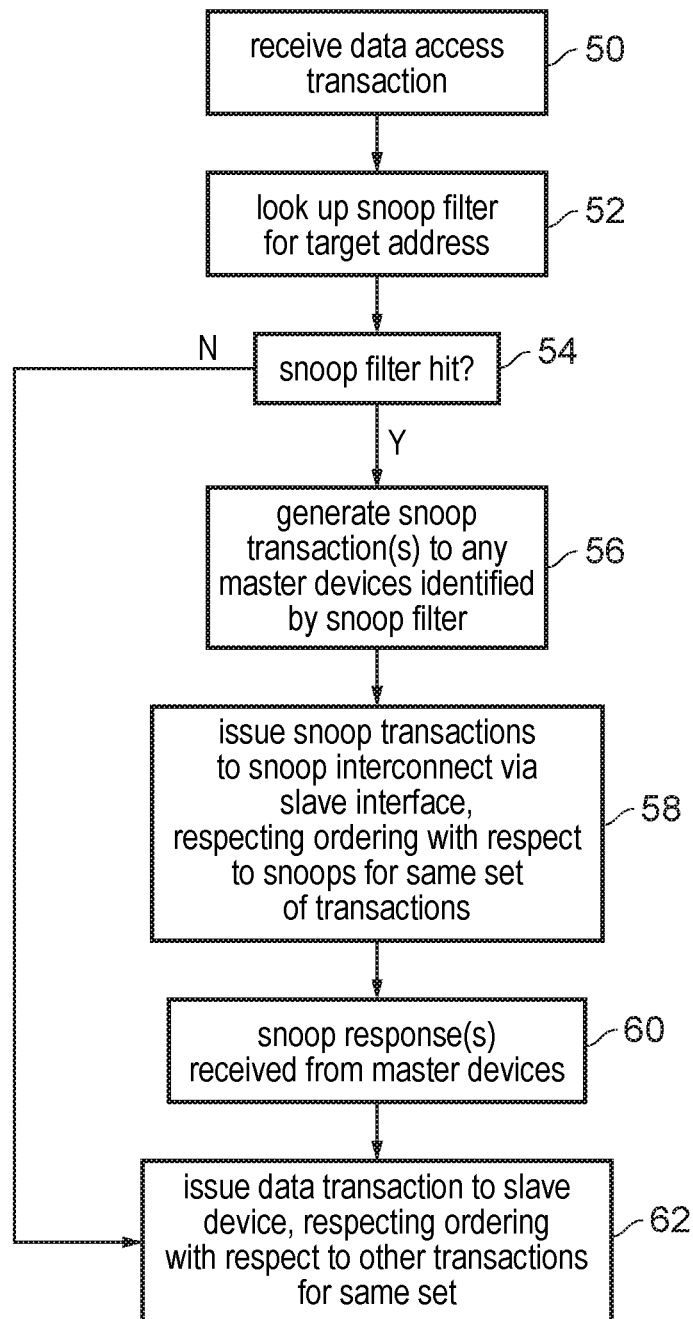 receive data access
transaction
50
look up snoop filter
for target address
52
snoop filter hit?
54
N
Y
generate snoop
transaction(s) to any
master devices identified
by snoop filter
56
issue snoop transactions
to snoop interconnect via
slave interface,
respecting ordering with respect
to snoops for same set
of transactions
58
snoop response(s)
received from master devices
60
issue data transaction to slave
device, respecting ordering
with respect to other transactions
for same set
62